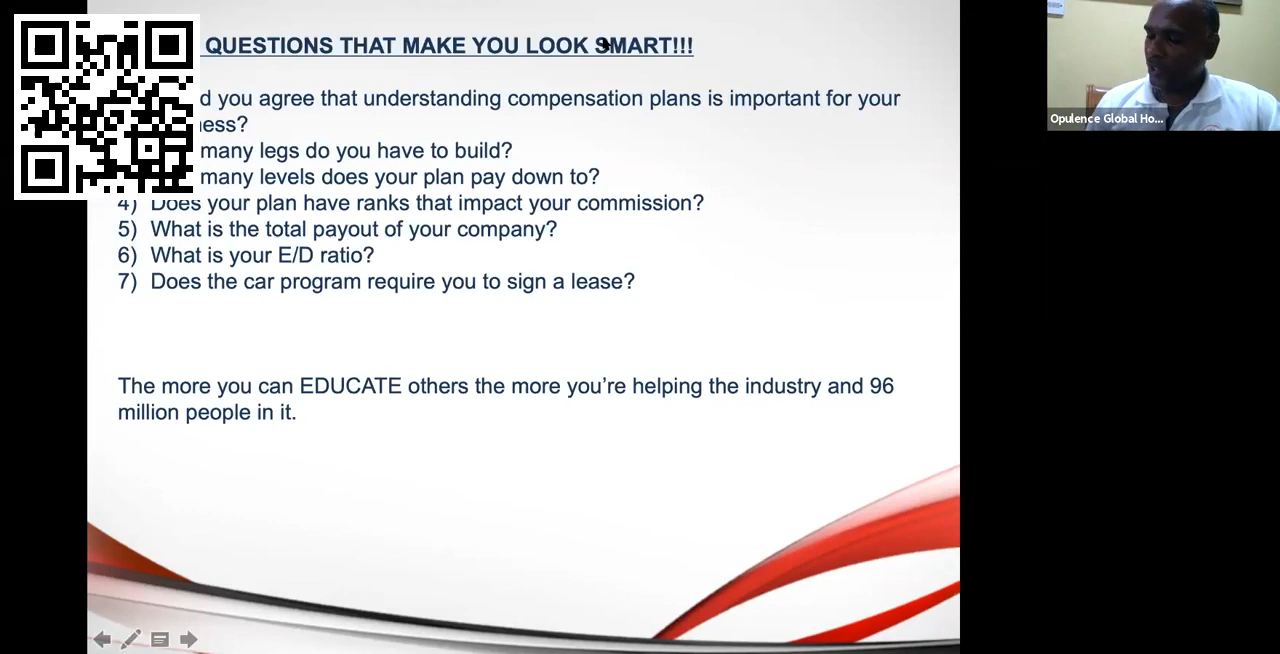 QUESTIONS THAT MAKE YOU LOOK SMART!!!
you agree that understanding compensation plans is important for your
many legs do you have to build?
many levels does your plan pay down to?
4) Does your plan have ranks that impact your commission?
5) What is the total payout of your company?
6) What is your E/D ratio?
7) Does the car program require you to sign a lease?
The more you can EDUCATE others the more you’re helping the industry and 96
million people in it.
Opulence Global Ho...